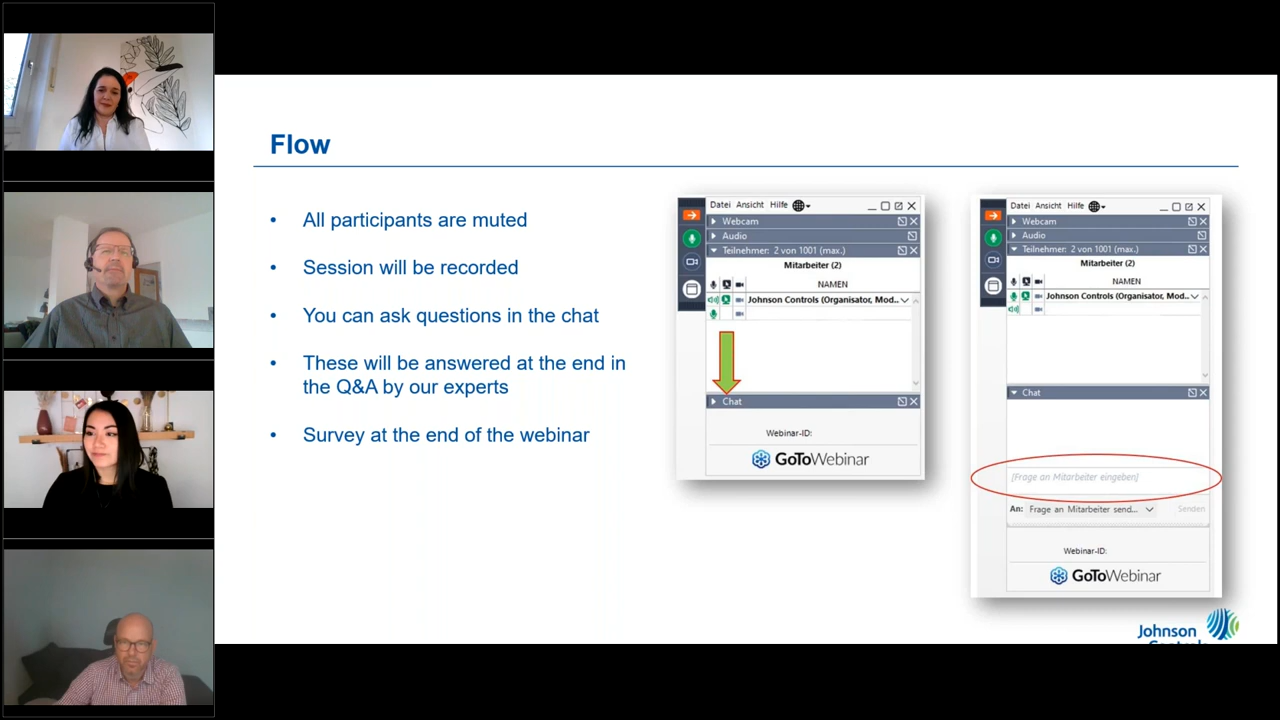 Flow
• All participants are muted
• Session will be recorded
• You can ask questions in the chat
• These will be answered at the end in
the Q&A by our experts
• Survey at the end of the webinar
Datei Ansicht Hilfe
Webcam
Audio
Teilnehmer: 2 von 1001 (max.)
Mitarbeiter (2)
NAMEN
Johnson Controls (Organisator, Mod..
Chat
Webinar-ID:
GoToWebinar
Datei Ansicht Hilfe
Webcam
Audio
Teilnehmer: 2 von 1001 (max.)
Mitarbeiter (2)
NAMEN
Johnson Controls (Organisator, Mod..
Chat
[Frage an Mitarbeiter eingeben]
An: Frage an Mitarbeiter send... Senden
Webinar-ID:
GoToWebinar
Johnson
Controls